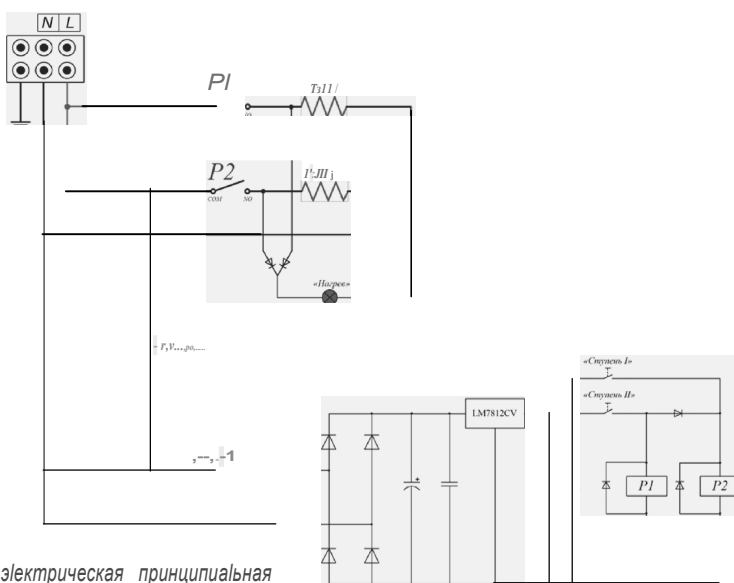 N L
P1
P2
COM NO
«Нагрев»
LM7812CV
«Ступень I»
«Ступень II»
P1 P2
электрическая принципиальная